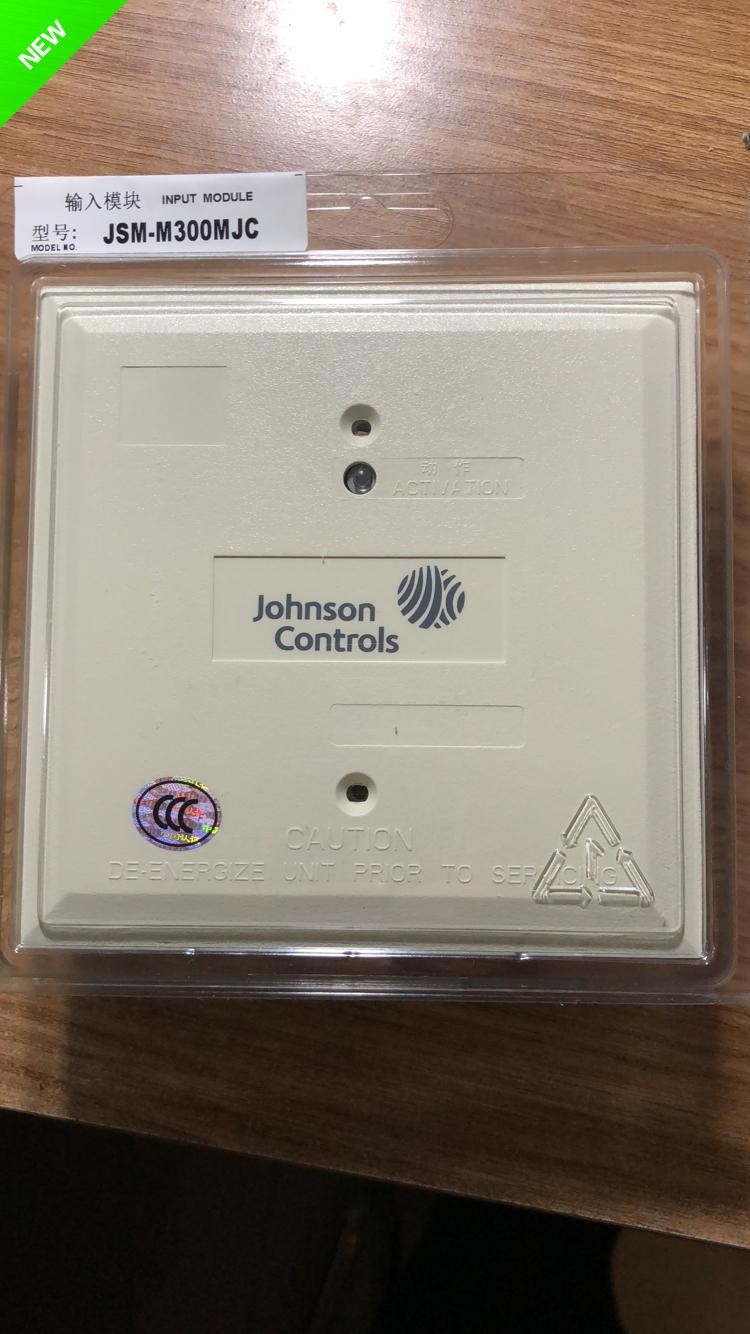 NEW
输入模块 INPUT MODULE
型号: JSM-M300MJC
MODEL NO.
动作
ACTIVATION
Johnson
Controls
CCC
CAUTION
DE-ENERGIZE UNIT PRIOR TO